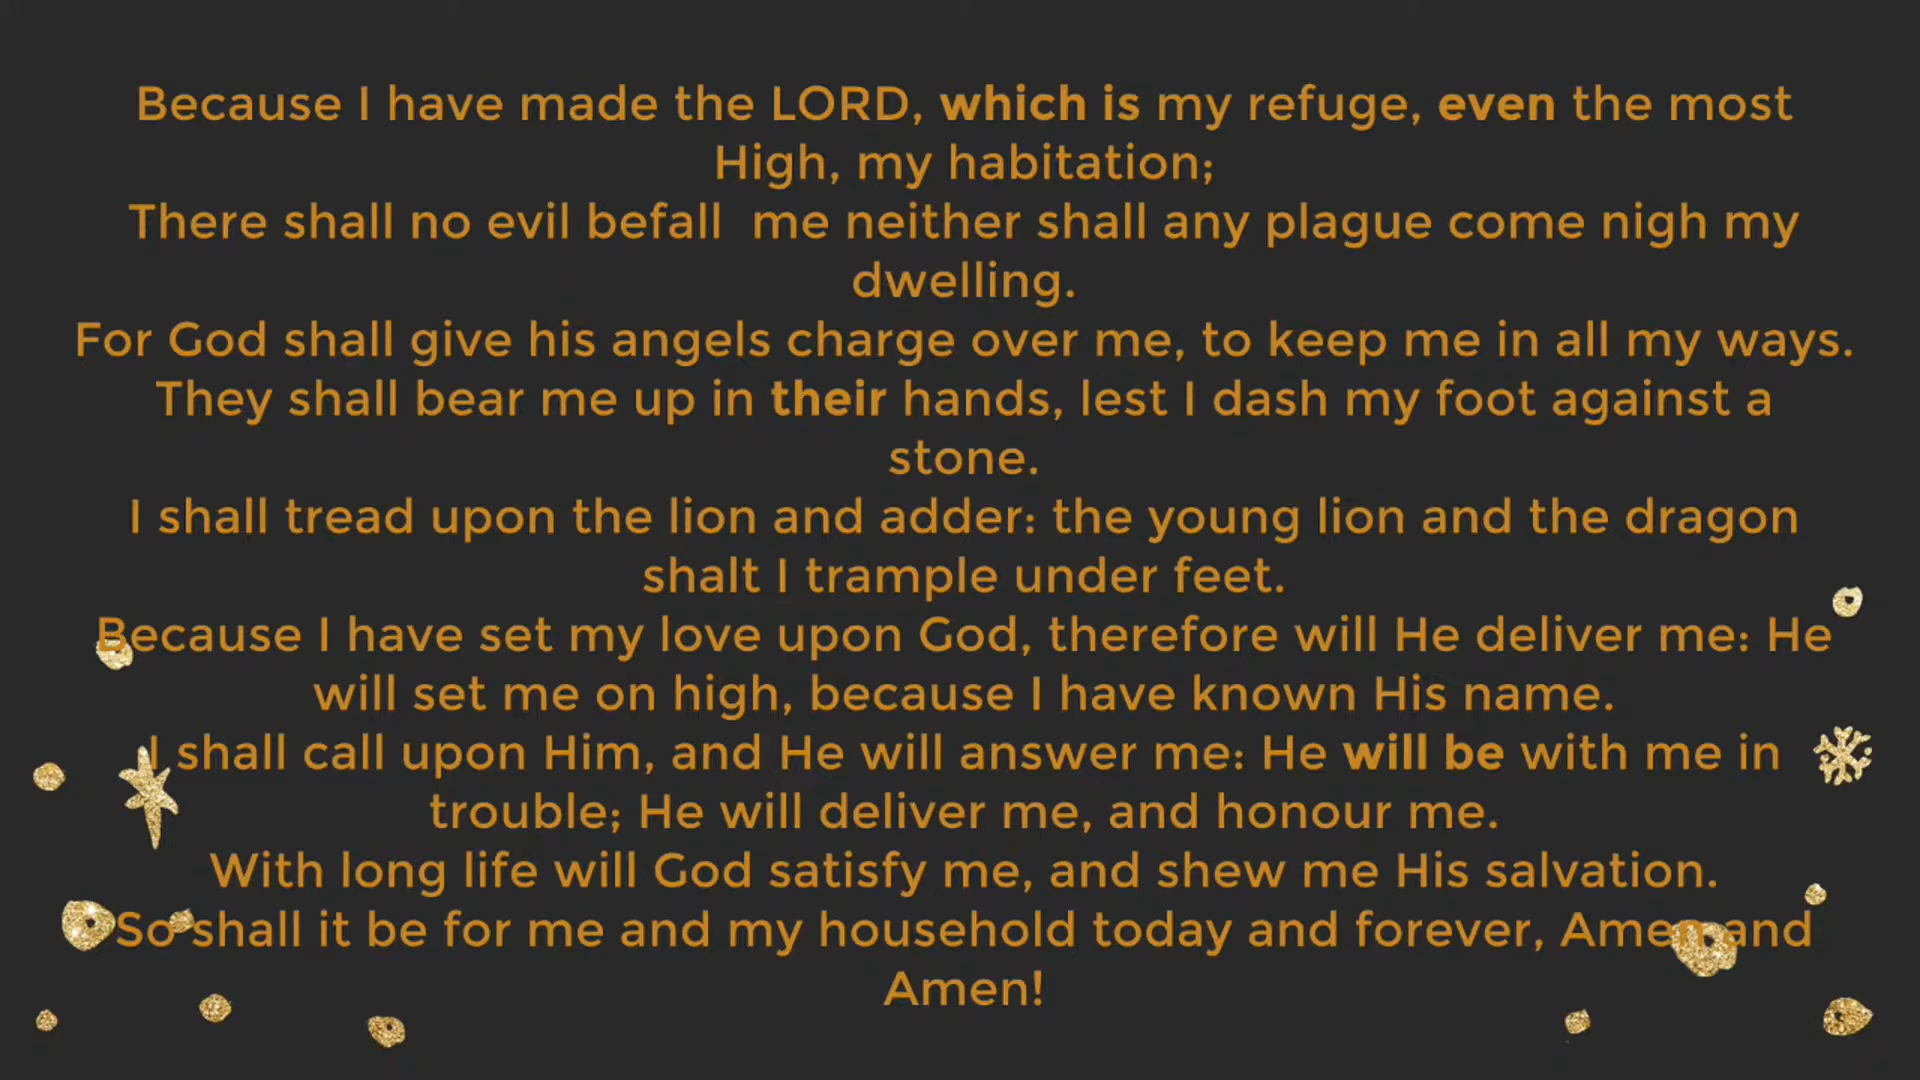 Because I have made the LORD, which is my refuge, even the most
High, my habitation;
There shall no evil befall  me neither shall any plague come nigh my
dwelling.
For God shall give his angels charge over me, to keep me in all my ways.
They shall bear me up in their hands, lest I dash my foot against a
stone.
I shall tread upon the lion and adder: the young lion and the dragon
shalt I trample under feet.
Because I have set my love upon God, therefore will He deliver me: He
will set me on high, because I have known His name.
I shall call upon Him, and He will answer me: He will be with me in
trouble; He will deliver me, and honour me.
With long life will God satisfy me, and shew me His salvation.
So shall it be for me and my household today and forever, Amen and
Amen!